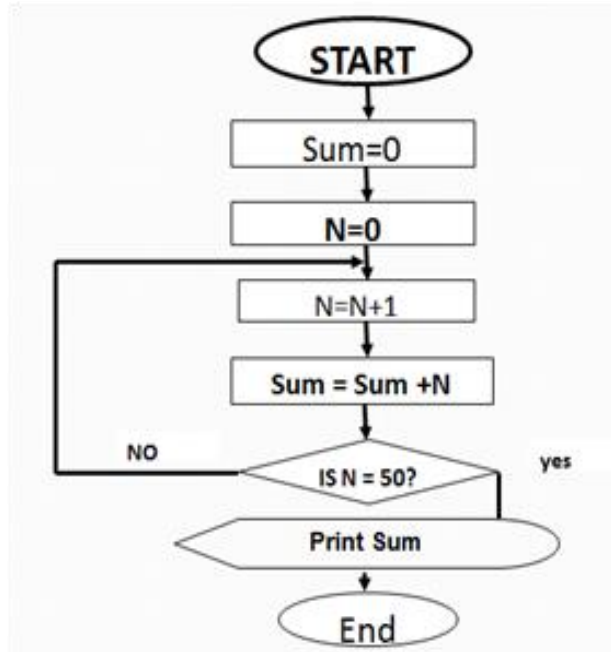 START
Sum=0
N=0
N=N+1
Sum = Sum +N
NO
IS N = 50?
yes
Print Sum
End